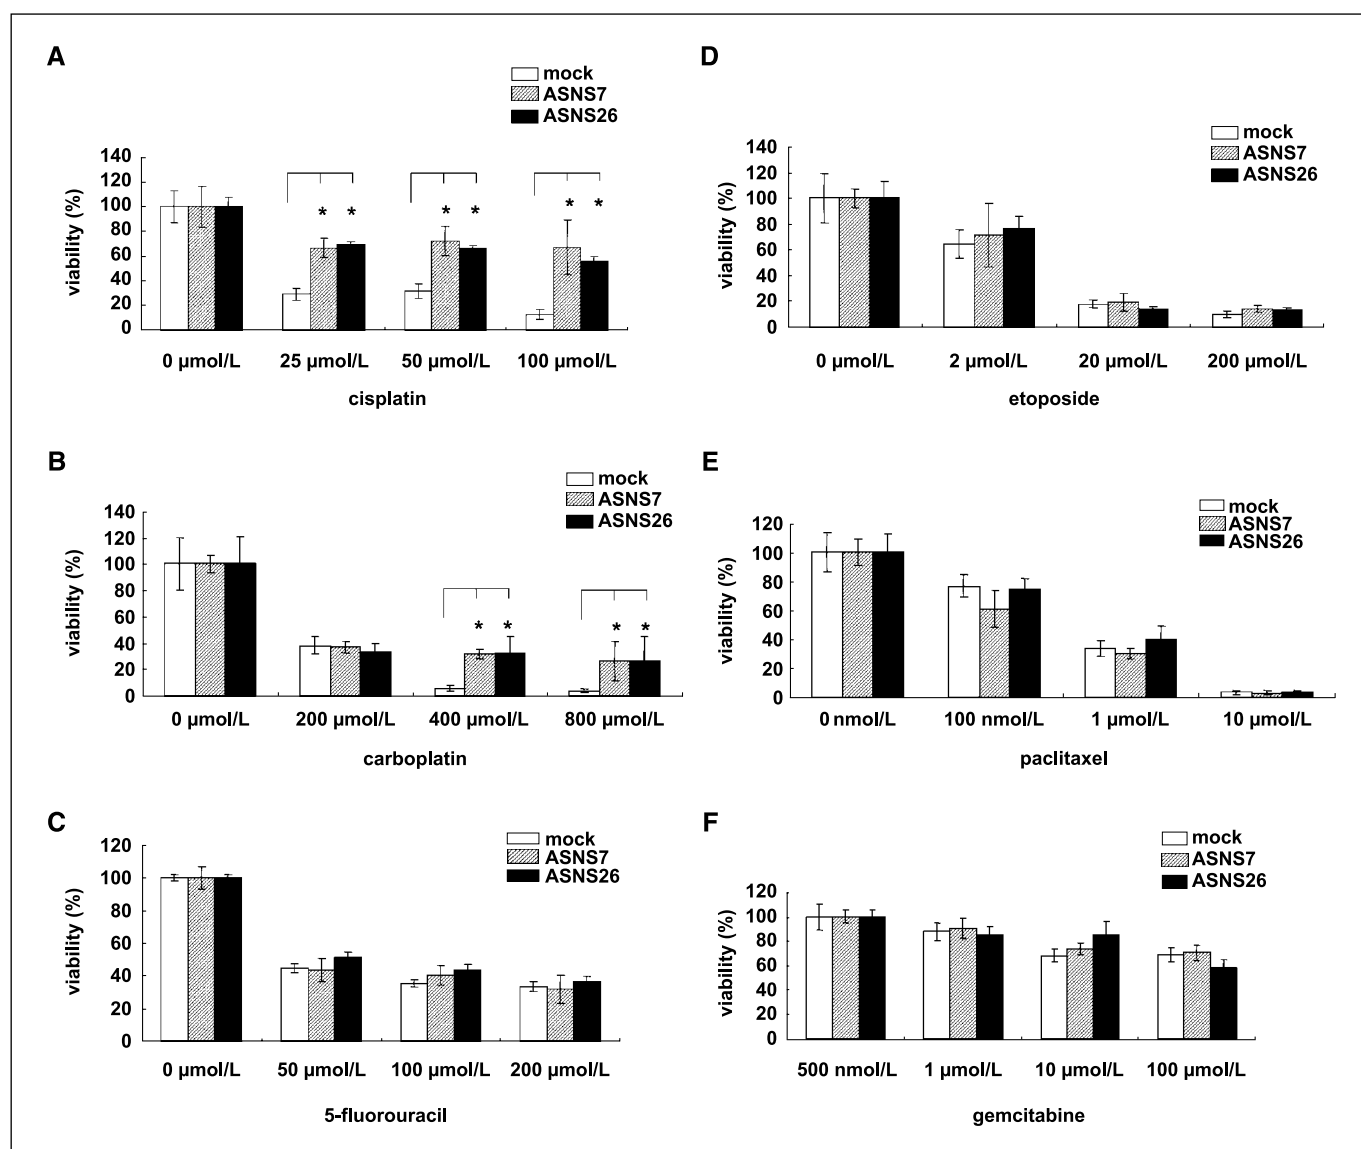 A
mock
ASNS7
ASNS26
viability (%)
140
120
100
80
60
40
20
0
* * * * * *
0 µmol/L 25 µmol/L 50 µmol/L 100 µmol/L
cisplatin
D
mock
ASNS7
ASNS26
viability (%)
140
120
100
80
60
40
20
0
0 µmol/L 2 µmol/L 20 µmol/L 200 µmol/L
etoposide
B
mock
ASNS7
ASNS26
viability (%)
140
120
100
80
60
40
20
0
* * * *
0 µmol/L 200 µmol/L 400 µmol/L 800 µmol/L
carboplatin
E
mock
ASNS7
ASNS26
viability (%)
120
100
80
60
40
20
0
0 nmol/L 100 nmol/L 1 µmol/L 10 µmol/L
paclitaxel
C
mock
ASNS7
ASNS26
viability (%)
120
100
80
60
40
20
0
0 µmol/L 50 µmol/L 100 µmol/L 200 µmol/L
5-fluorouracil
F
mock
ASNS7
ASNS26
viability (%)
120
100
80
60
40
20
0
500 nmol/L 1 µmol/L 10 µmol/L 100 µmol/L
gemcitabine